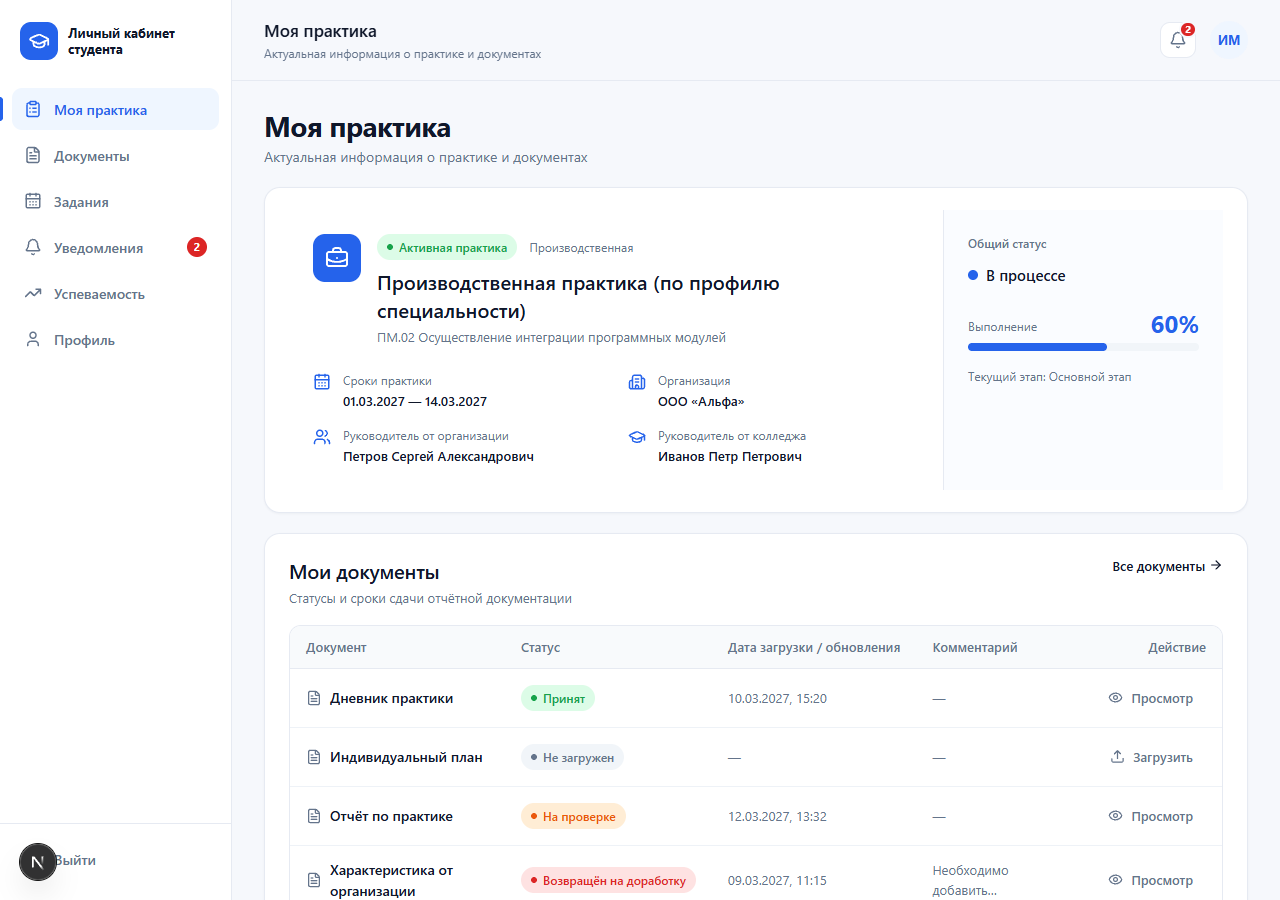 Личный кабинет
студента
Моя практика
Документы
Задания
Уведомления 2
Успеваемость
Профиль
N Выйти
Моя практика
Актуальная информация о практике и документах
2
ИМ
Моя практика
Актуальная информация о практике и документах
Активная практика Производственная
Производственная практика (по профилю
специальности)
ПМ.02 Осуществление интеграции программных модулей
Сроки практики
01.03.2027 — 14.03.2027
Организация
ООО «Альфа»
Руководитель от организации
Петров Сергей Александрович
Руководитель от колледжа
Иванов Петр Петрович
Общий статус
В процессе
Выполнение 60%
Текущий этап: Основной этап
Мои документы
Статусы и сроки сдачи отчётной документации
Все документы →
Документ Статус Дата загрузки / обновления Комментарий Действие
Дневник практики Принят 10.03.2027, 15:20 — Просмотр
Индивидуальный план Не загружен — — Загрузить
Отчёт по практике На проверке 12.03.2027, 13:32 — Просмотр
Характеристика от
организации
Возвращён на доработку 09.03.2027, 11:15
Необходимо
добавить...
Просмотр